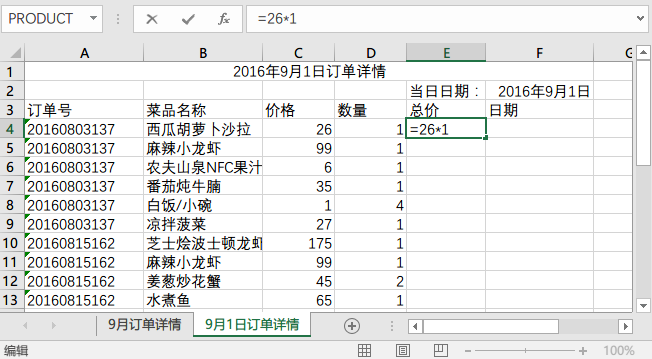 PRODUCT =26*1
A B C D E F G
1 2016年9月1日订单详情
2 当日日期： 2016年9月1日
3 订单号 菜品名称 价格 数量 总价 日期
4 20160803137 西瓜胡萝卜沙拉 26 1 =26*1
5 20160803137 麻辣小龙虾 99 1
6 20160803137 农夫山泉NFC果汁 6 1
7 20160803137 番茄炖牛腩 35 1
8 20160803137 白饭/小碗 1 4
9 20160803137 凉拌菠菜 27 1
10 20160815162 芝士烩波士顿龙虾 175 1
11 20160815162 麻辣小龙虾 99 1
12 20160815162 姜葱炒花蟹 45 2
13 20160815162 水煮鱼 65 1
9月订单详情 9月1日订单详情
编辑 100%